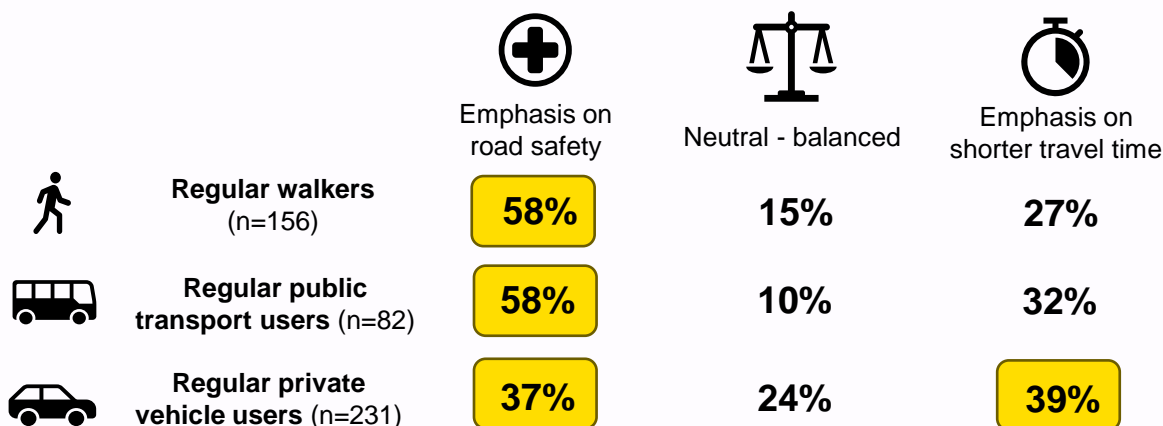 Emphasis on
road safety
Neutral - balanced
Emphasis on
shorter travel time
Regular walkers
(n=156)
58%
15%
27%
Regular public
transport users (n=82)
58%
10%
32%
Regular private
vehicle users (n=231)
37%
24%
39%